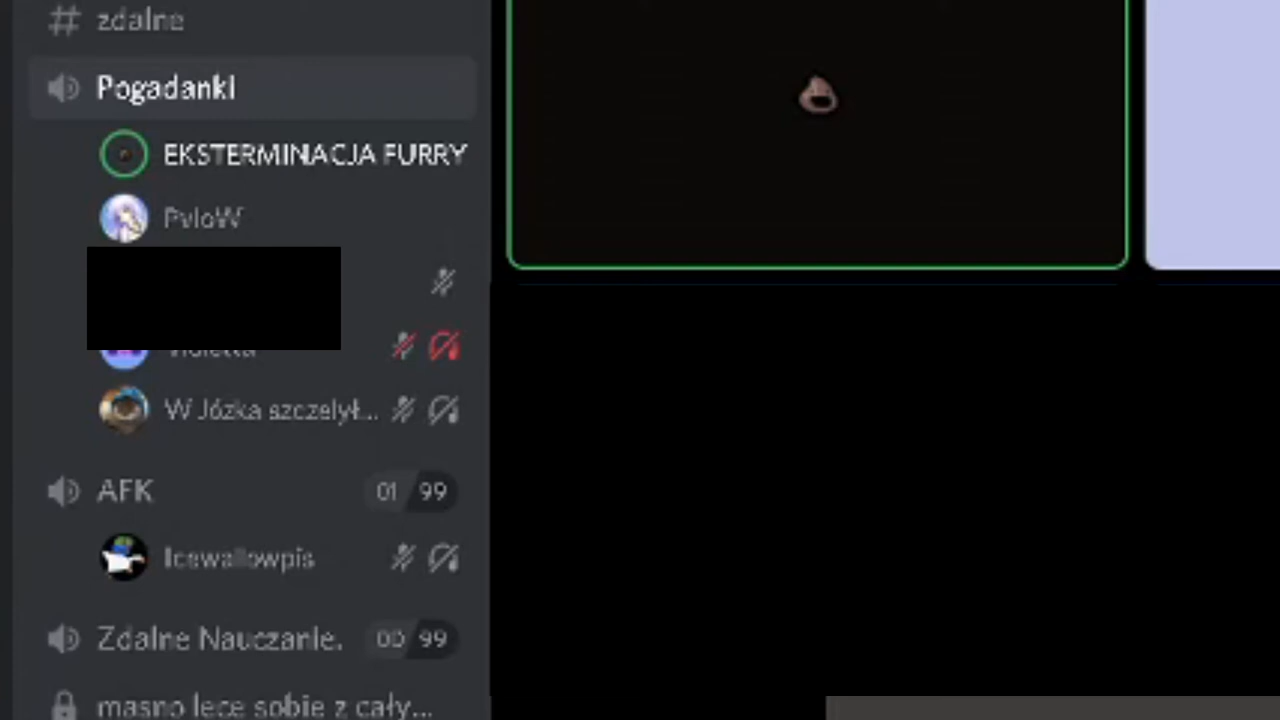 # zdalne
Pogadanki
EKSTERMINACJA FURRY
PvloW
Violetta
W Józka szczelył...
AFK 01 99
Icewallowpis
Zdalne Nauczanie. 00 99
masno lece sobie z cały...